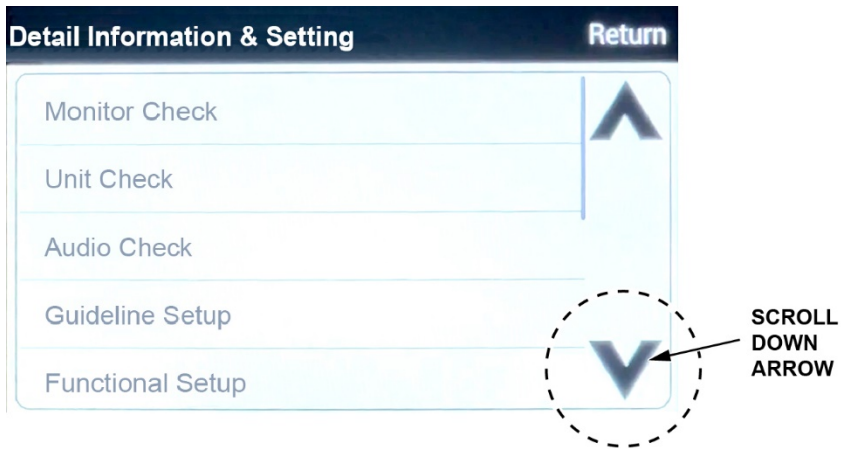 Detail Information & Setting
Return
Monitor Check
Unit Check
Audio Check
Guideline Setup
Functional Setup
SCROLL
DOWN
ARROW